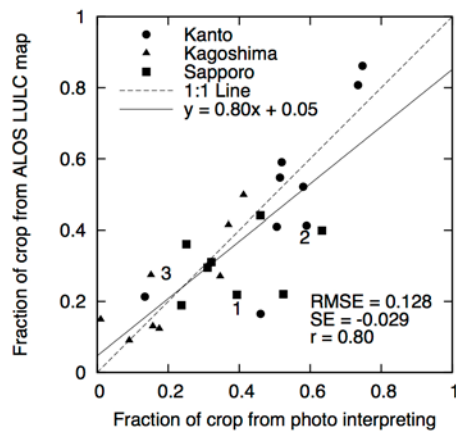 Kanto
Kagoshima
Sapporo
1:1 Line
y = 0.80x + 0.05
Fraction of crop from ALOS LULC map
1
0.8
0.6
0.4
0.2
0
2
3
1
RMSE = 0.128
SE = -0.029
r = 0.80
0 0.2 0.4 0.6 0.8 1
Fraction of crop from photo interpreting